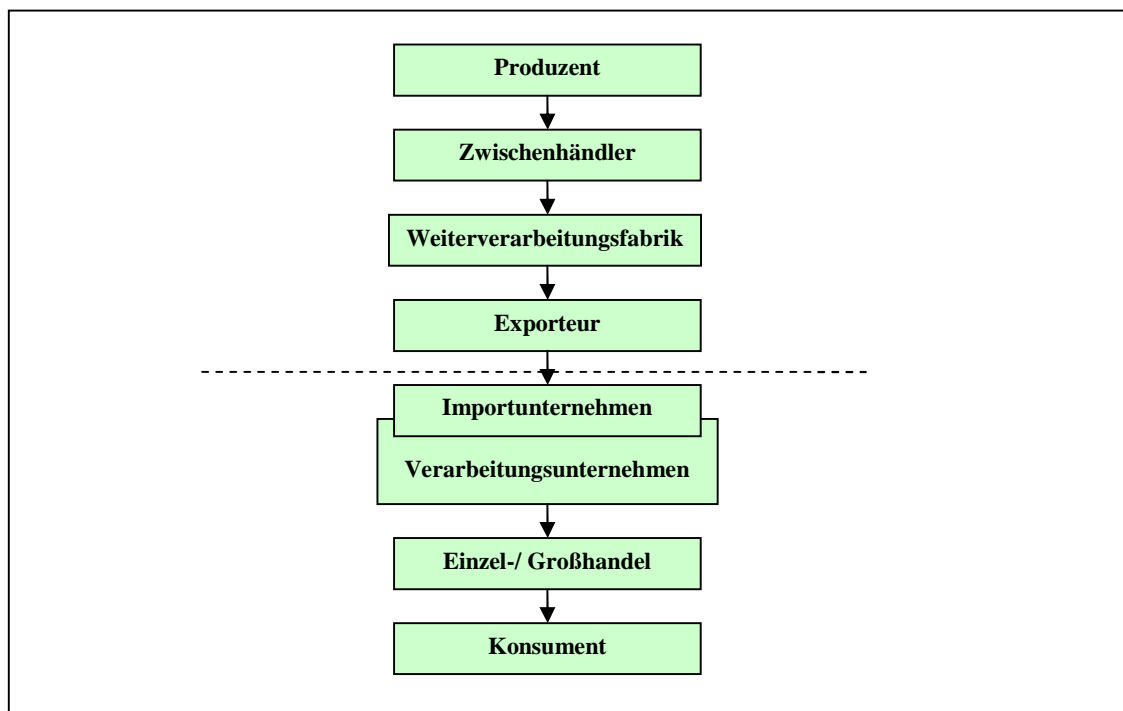 Produzent
Zwischenhändler
Weiterverarbeitungsfabrik
Exporteur
Importunternehmen
Verarbeitungsunternehmen
Einzel-/ Großhandel
Konsument